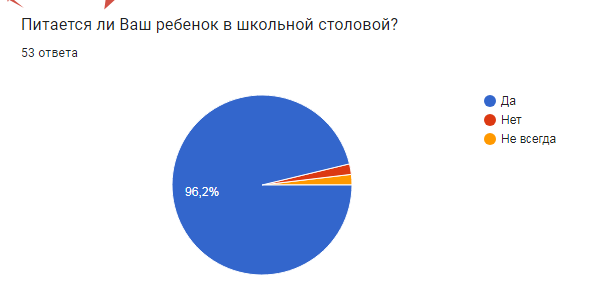 Питается ли Ваш ребенок в школьной столовой?
53 ответа
Да
Нет
Не всегда
96,2%